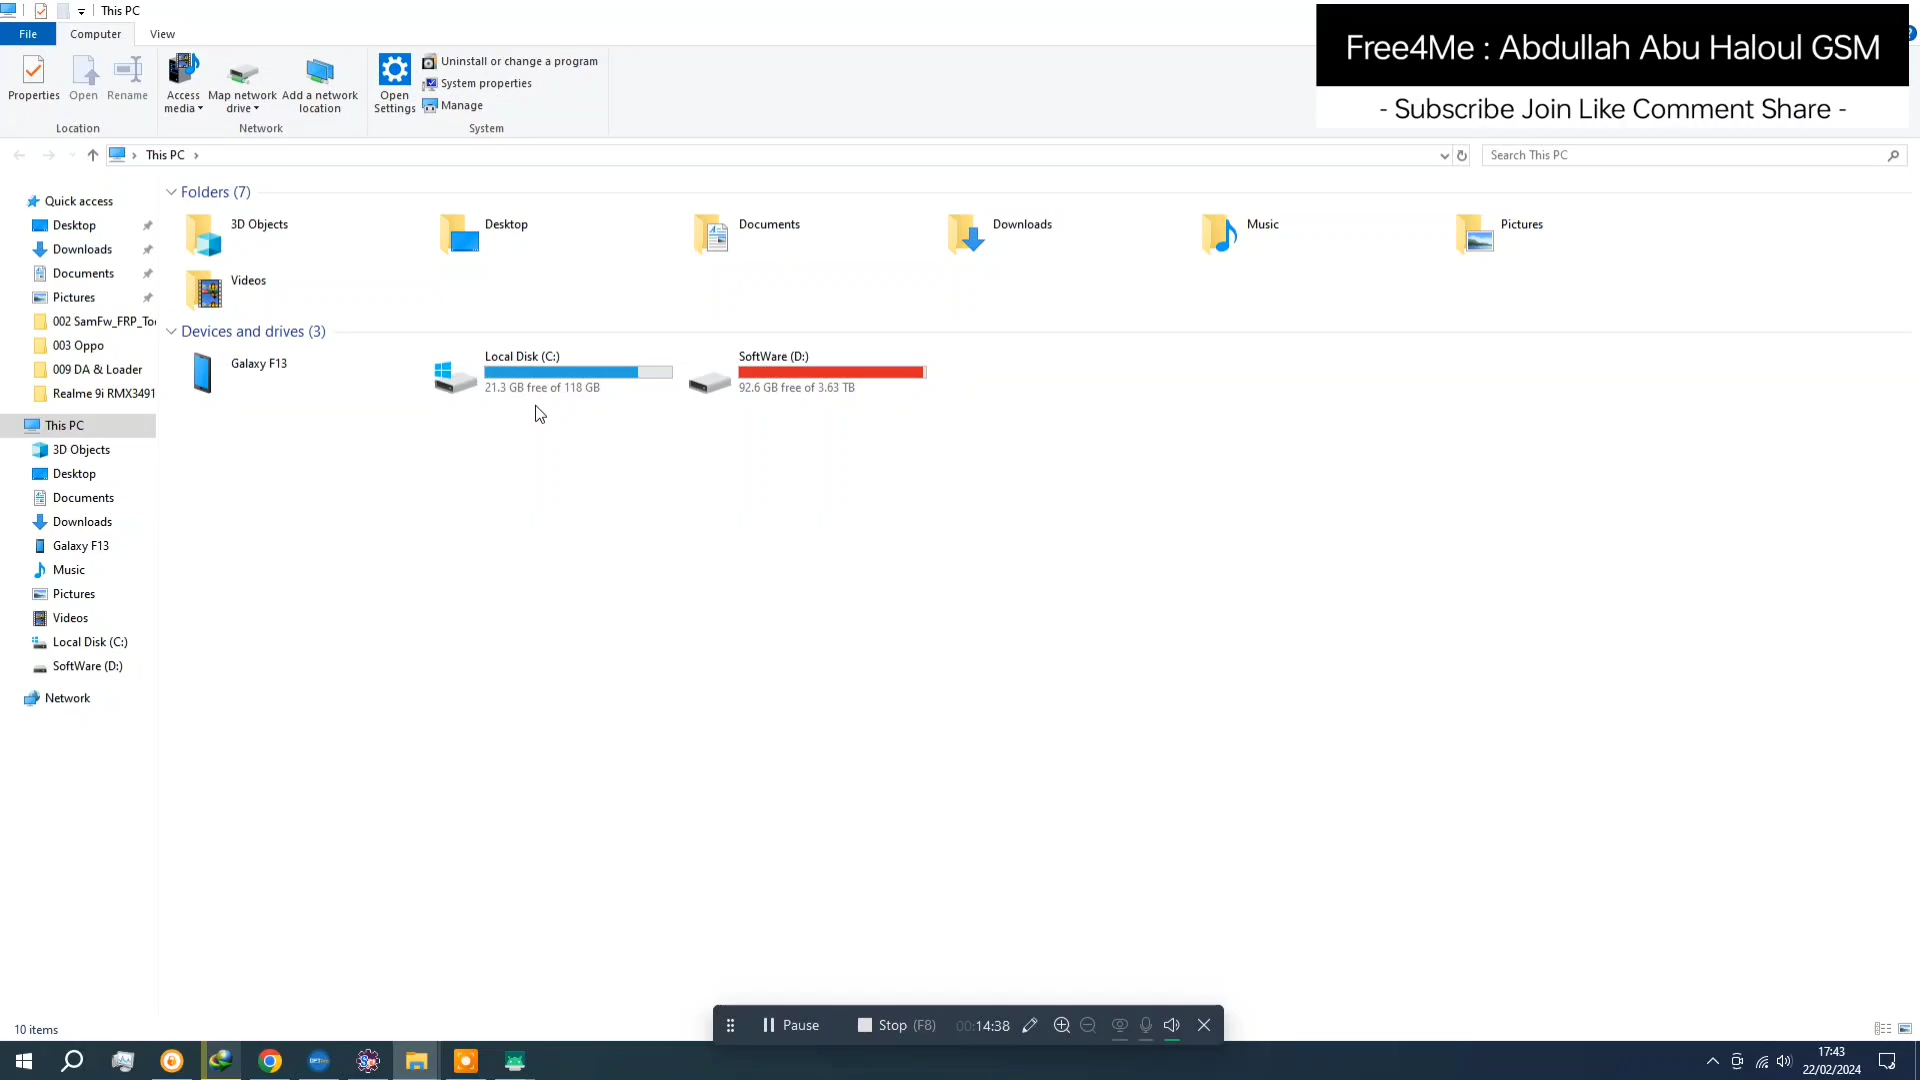 This PC
File
Computer
View
Free4Me : Abdullah Abu Haloul GSM
- Subscribe Join Like Comment Share -
Properties
Open
Rename
Location
Access media
Map network drive
Add a network location
Network
Open Settings
Uninstall or change a program
System properties
Manage
System
This PC
Search This PC
Quick access
Desktop
Downloads
Documents
Pictures
002 SamFw_FRP_Too
003 Oppo
009 DA & Loader
Realme 9i RMX3491
This PC
3D Objects
Desktop
Documents
Downloads
Galaxy F13
Music
Pictures
Videos
Local Disk (C:)
SoftWare (D:)
Network
Folders (7)
3D Objects
Desktop
Documents
Downloads
Music
Pictures
Videos
Devices and drives (3)
Galaxy F13
Local Disk (C:)
21.3 GB free of 118 GB
SoftWare (D:)
92.6 GB free of 3.63 TB
10 items
Pause
Stop (F8)
00:14:38
17:43
22/02/2024